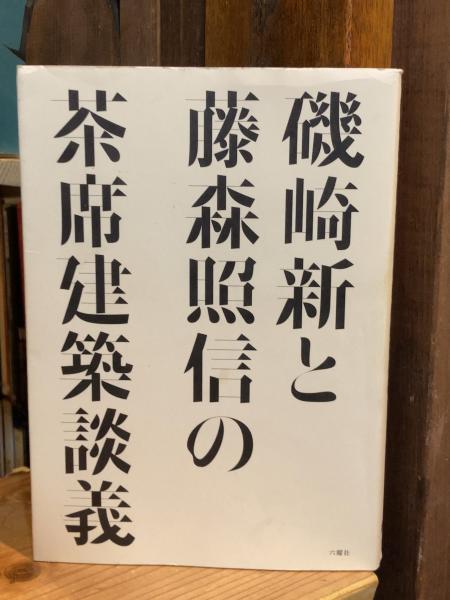 磯崎新と
藤森照信の
茶席建築談義
六耀社